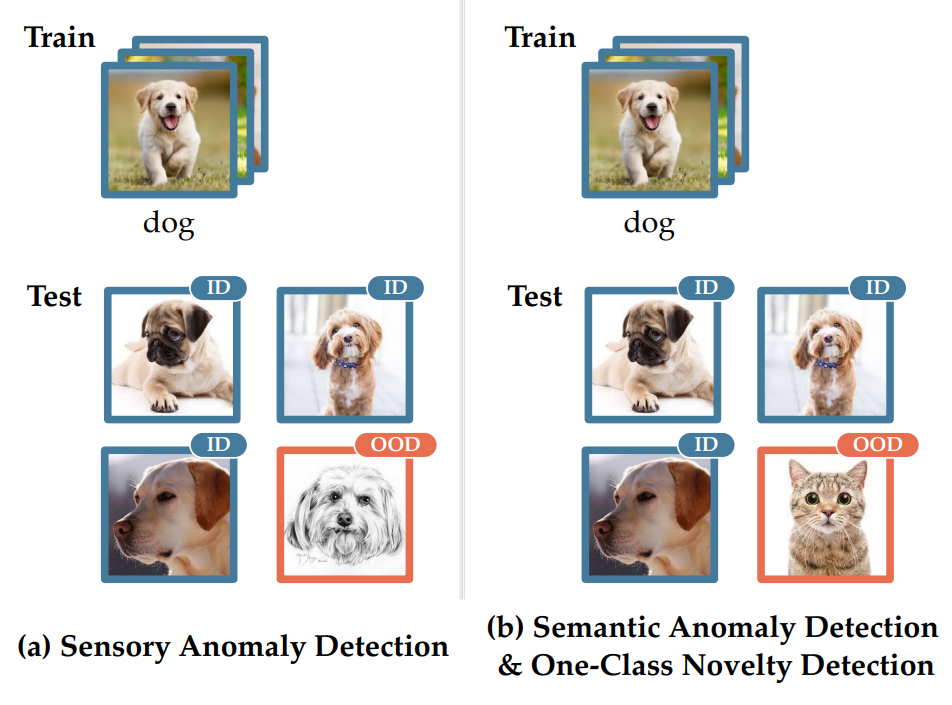 Train
dog
Test
ID
ID
ID
OOD
(a) Sensory Anomaly Detection
Train
dog
Test
ID
ID
ID
OOD
(b) Semantic Anomaly Detection
& One-Class Novelty Detection